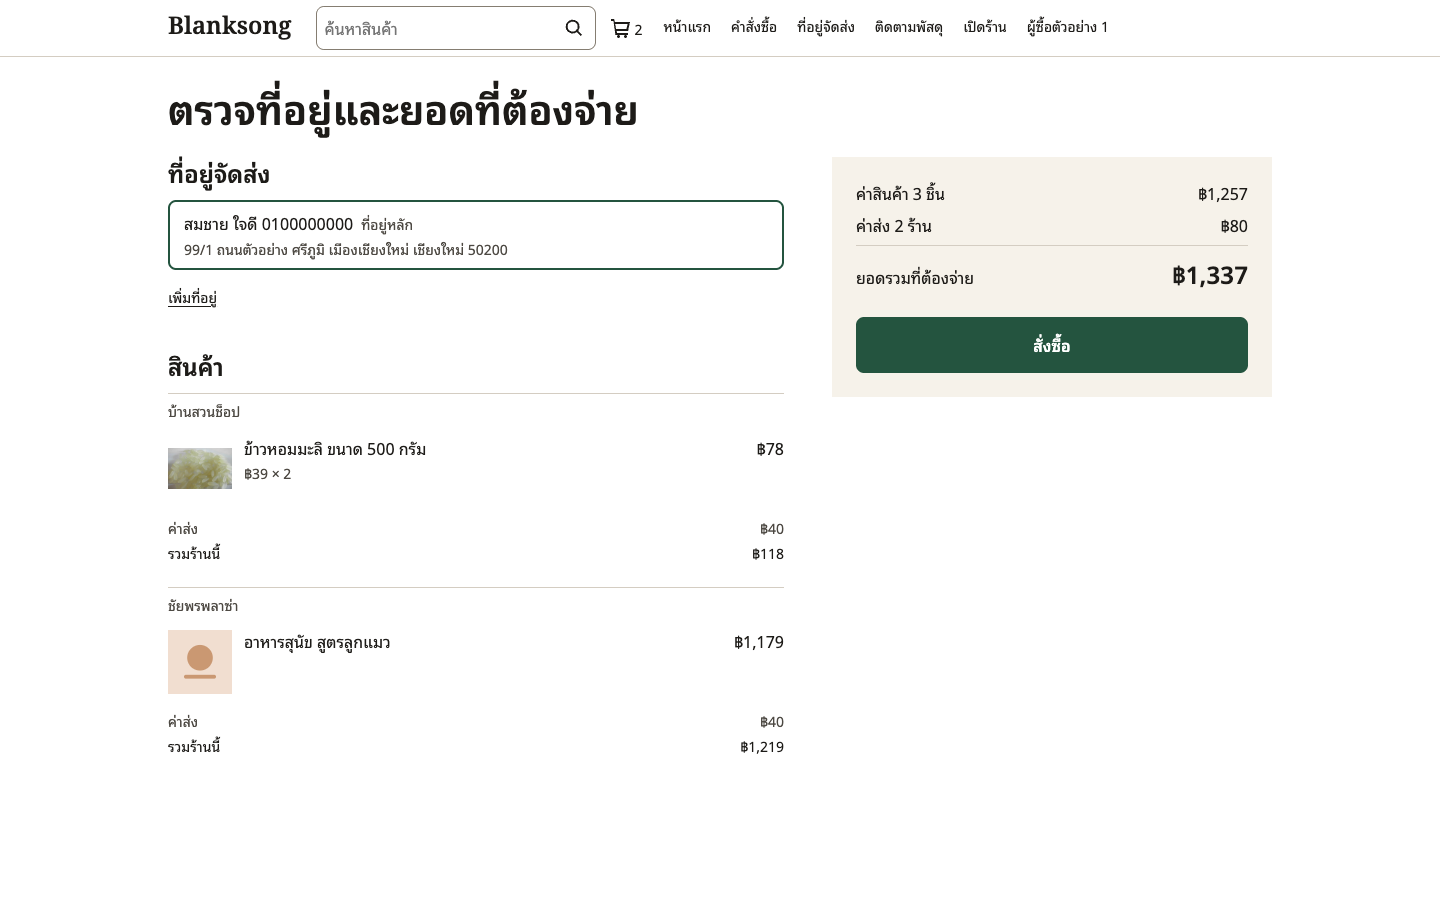 Blanksong
ค้นหาสินค้า
2
หน้าแรก
คำสั่งซื้อ
ที่อยู่จัดส่ง
ติดตามพัสดุ
เปิดร้าน
ผู้ซื้อตัวอย่าง 1
ตรวจที่อยู่และยอดที่ต้องจ่าย
ที่อยู่จัดส่ง
สมชาย ใจดี 0100000000 ที่อยู่หลัก
99/1 ถนนตัวอย่าง ศรีภูมิ เมืองเชียงใหม่ เชียงใหม่ 50200
เพิ่มที่อยู่
สินค้า
บ้านสวนช็อป
ข้าวหอมมะลิ ขนาด 500 กรัม ฿78
฿39 × 2
ค่าส่ง ฿40
รวมร้านนี้ ฿118
ชัยพรพลาซ่า
อาหารสุนัข สูตรลูกแมว ฿1,179
ค่าส่ง ฿40
รวมร้านนี้ ฿1,219
ค่าสินค้า 3 ชิ้น ฿1,257
ค่าส่ง 2 ร้าน ฿80
ยอดรวมที่ต้องจ่าย ฿1,337
สั่งซื้อ